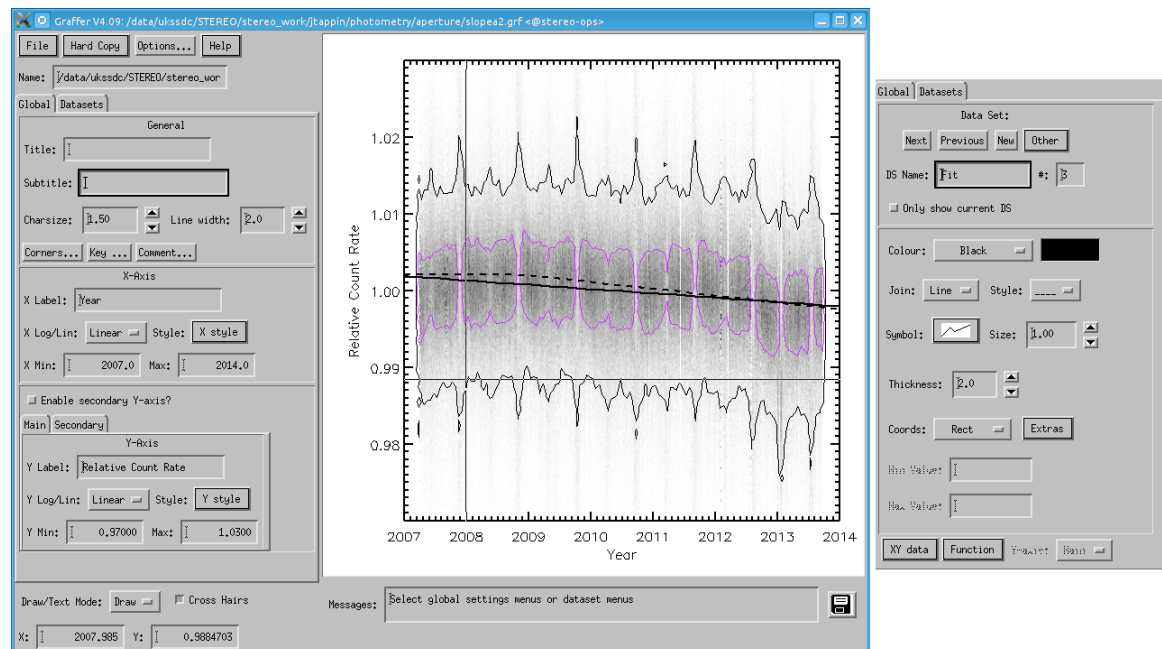 Graffer V4.09: /data/ukssdc/STEREO/stereo_work/jtappin/photometry/aperture/slopea2.grf <@stereo-ops>
File Hard Copy Options... Help
Name: /data/ukssdc/STEREO/stereo_wor
Global Datasets
General
Title:
Subtitle:
Charsize: 1.50 Line width: 2.0
Corners... Key ... Comment...
X-Axis
X Label: Year
X Log/Lin: Linear Style: X style
X Min: 2007.0 Max: 2014.0
Enable secondary Y-axis?
Main Secondary
Y-Axis
Y Label: Relative Count Rate
Y Log/Lin: Linear Style: Y style
Y Min: 0.97000 Max: 1.0300
Draw/Text Mode: Draw Cross Hairs
X: 2007.985 Y: 0.9884703
Relative Count Rate
1.02
1.01
1.00
0.99
0.98
2007 2008 2009 2010 2011 2012 2013 2014
Year
Messages: Select global settings menus or dataset menus
Global Datasets
Data Set:
Next Previous New Other
DS Name: Fit #: 3
Only show current DS
Colour: Black
Join: Line Style: ____
Symbol: Size: 1.00
Thickness: 2.0
Coords: Rect Extras
Min Value:
Max Value:
XY data Function Y-axis: Main